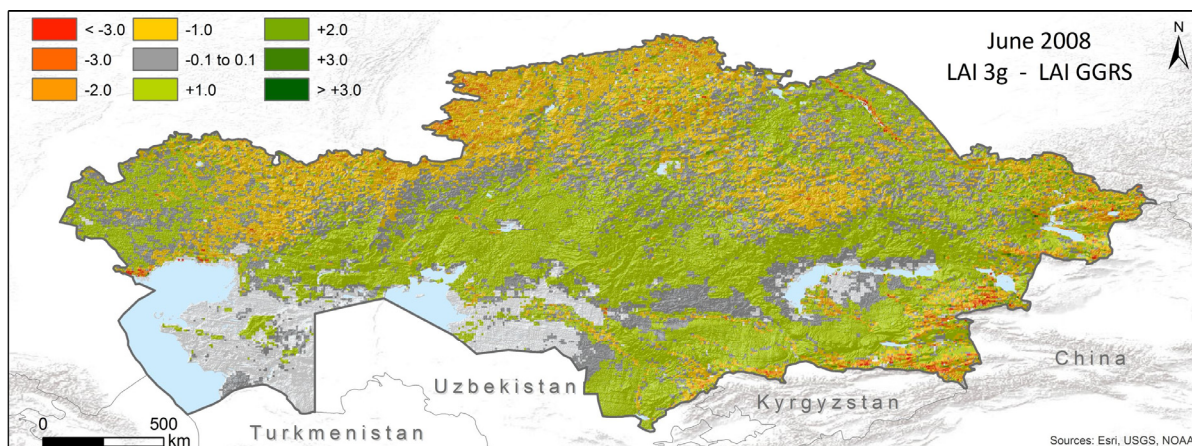 < -3.0
-3.0
-2.0
-1.0
-0.1 to 0.1
+1.0
+2.0
+3.0
> +3.0
June 2008
LAI 3g - LAI GGRS
N
China
Uzbekistan
Kyrgyzstan
Turkmenistan
0 500
km
Sources: Esri, USGS, NOAA